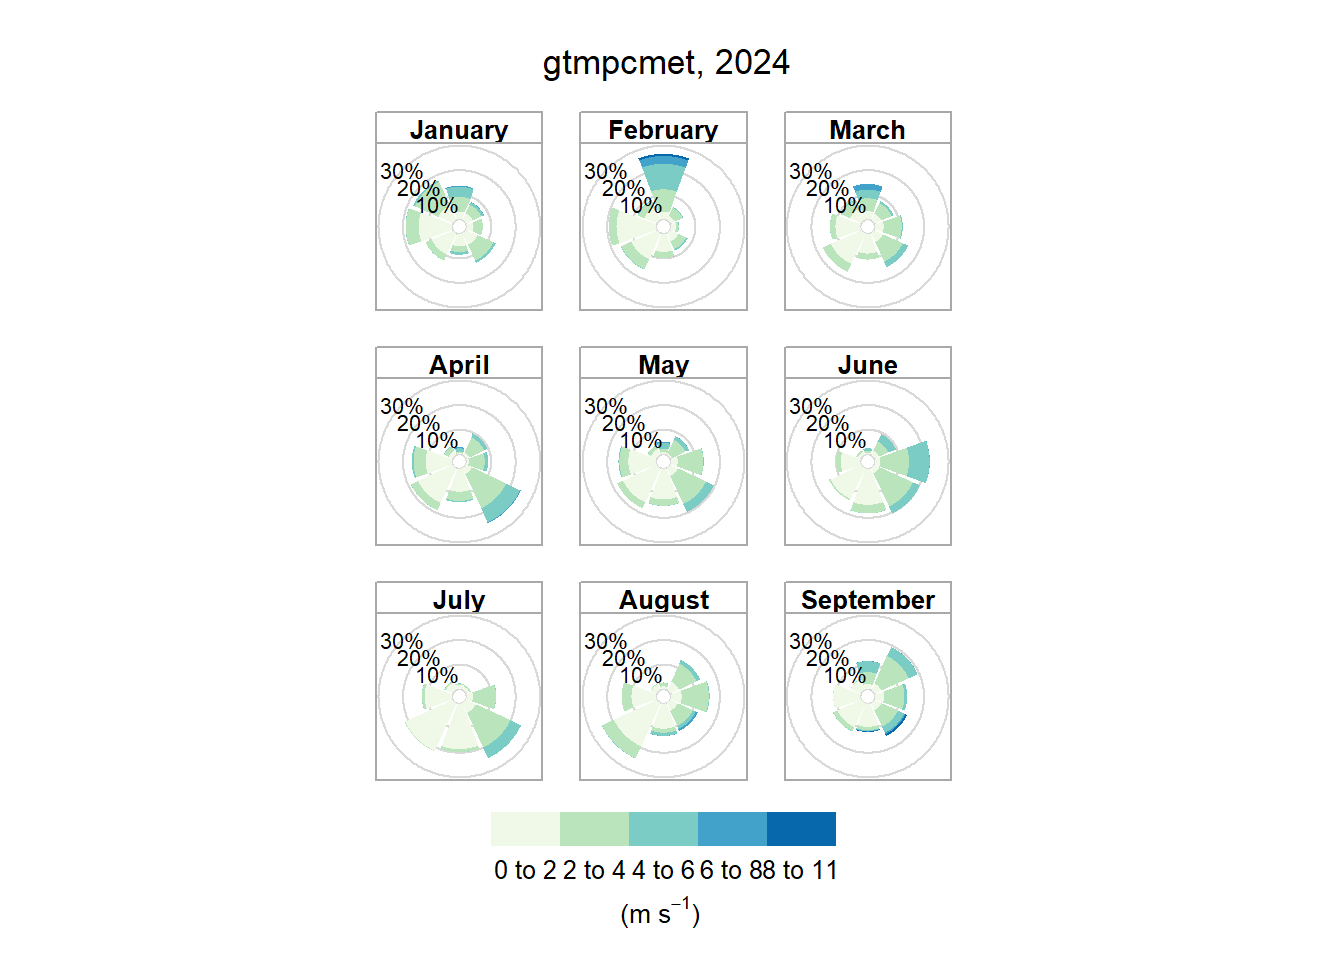 gtmpcmet, 2024
January February March
30% 30% 30%
20% 20% 20%
10% 10% 10%
April May June
30% 30% 30%
20% 20% 20%
10% 10% 10%
July August September
30% 30% 30%
20% 20% 20%
10% 10% 10%
0 to 2 2 to 4 4 to 6 6 to 8 8 to 11
(m s⁻¹)